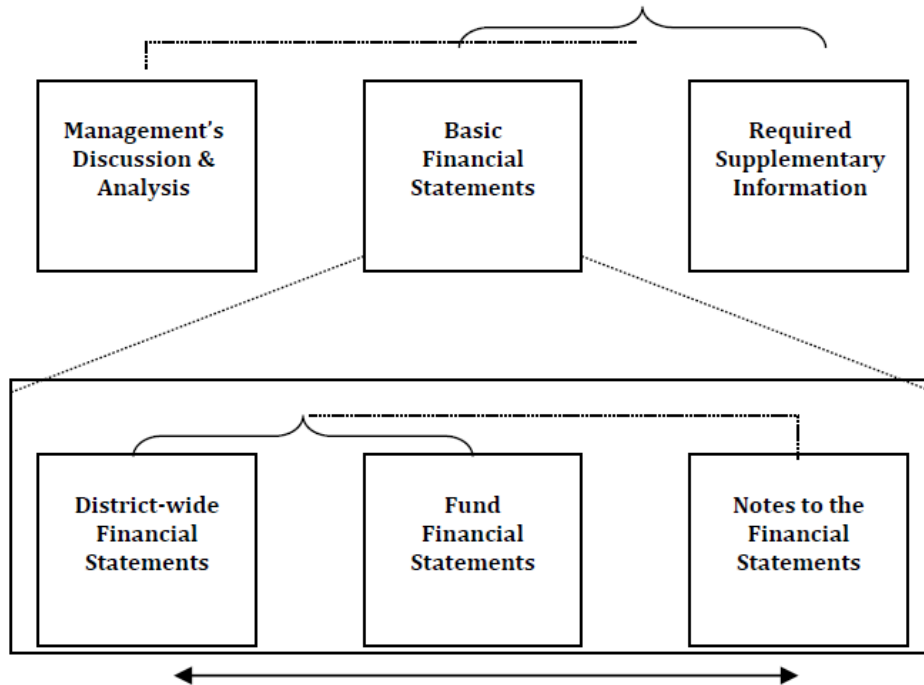 Management's
Discussion &
Analysis
Basic
Financial
Statements
Required
Supplementary
Information
District-wide
Financial
Statements
Fund
Financial
Statements
Notes to the
Financial
Statements